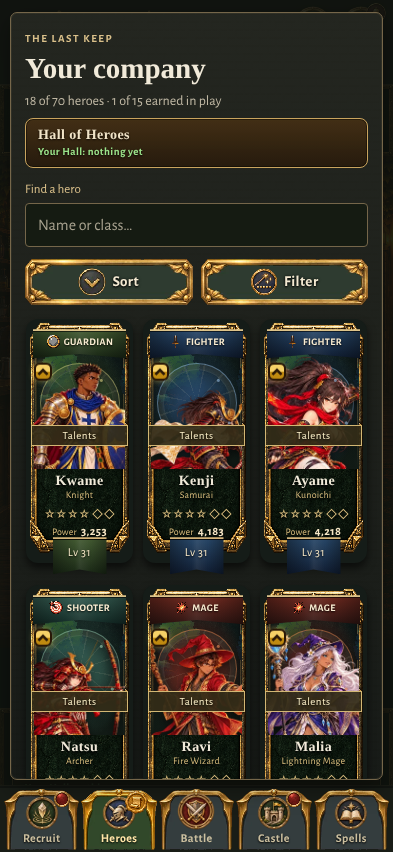 THE LAST KEEP
Your company
18 of 70 heroes · 1 of 15 earned in play
Hall of Heroes
Your Hall: nothing yet
Find a hero
Name or class...
Sort
Filter
GUARDIAN
Talents
Kwame
Knight
Power 3,253
Lv 31
FIGHTER
Talents
Kenji
Samurai
Power 4,183
Lv 31
FIGHTER
Talents
Ayame
Kunoichi
Power 4,218
Lv 31
SHOOTER
Talents
Natsu
Archer
MAGE
Talents
Ravi
Fire Wizard
MAGE
Talents
Malia
Lightning Mage
Recruit
Heroes
Battle
Castle
Spells